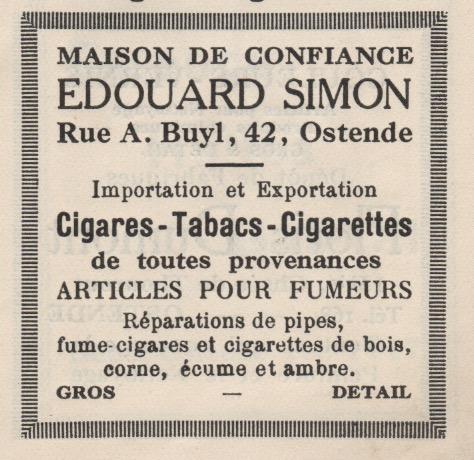 MAISON DE CONFIANCE
EDOUARD SIMON
Rue A. Buyl, 42, Ostende
Importation et Exportation
Cigares - Tabacs - Cigarettes
de toutes provenances
ARTICLES POUR FUMEURS
Réparations de pipes,
fume-cigares et cigarettes de bois,
corne, écume et ambre.
GROS — DETAIL